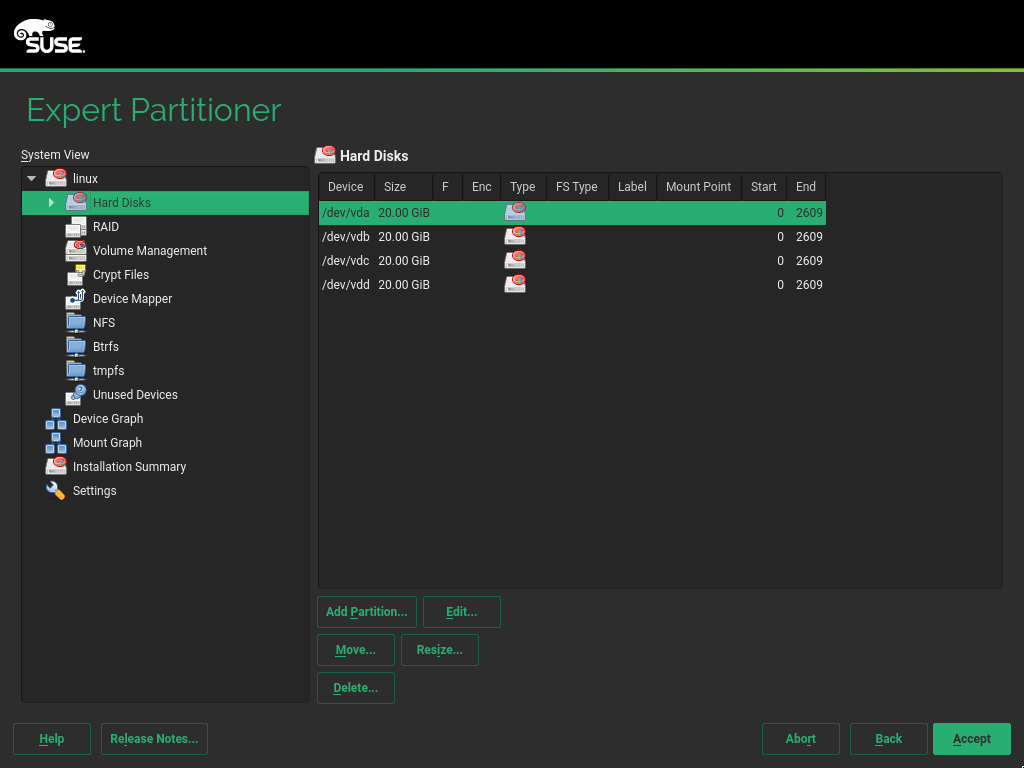 SUSE
Expert Partitioner
System View
linux
Hard Disks
RAID
Volume Management
Crypt Files
Device Mapper
NFS
Btrfs
tmpfs
Unused Devices
Device Graph
Mount Graph
Installation Summary
Settings
Hard Disks
Device Size F Enc Type FS Type Label Mount Point Start End
/dev/vda 20.00 GiB 0 2609
/dev/vdb 20.00 GiB 0 2609
/dev/vdc 20.00 GiB 0 2609
/dev/vdd 20.00 GiB 0 2609
Add Partition... Edit...
Move... Resize...
Delete...
Help Release Notes... Abort Back Accept